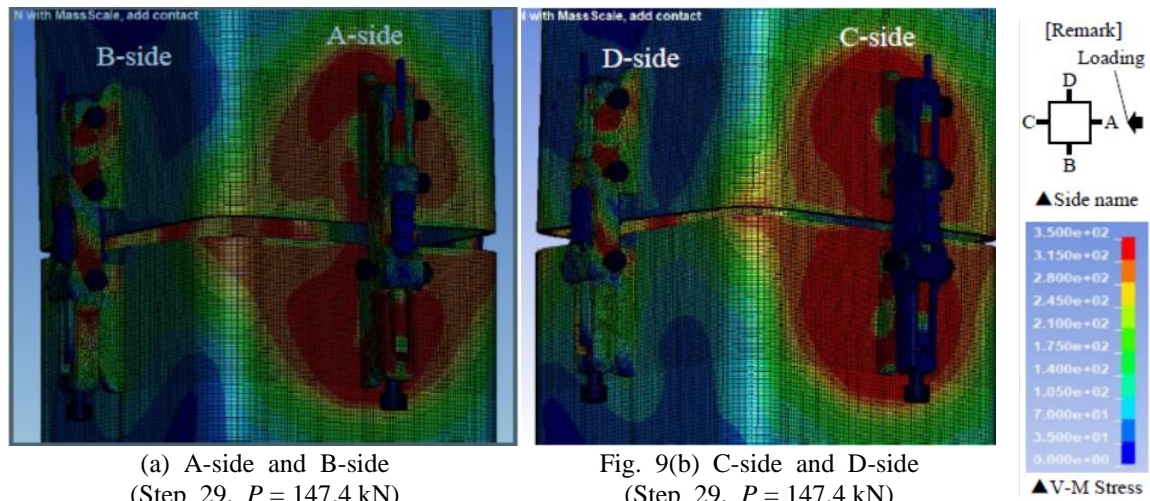 N with MassScale, add contact
A-side
B-side
N with MassScale, add contact
C-side
D-side
[Remark]
Loading
D
C
A
B
▲Side name
3.500e+02
3.150e+02
2.800e+02
2.450e+02
2.100e+02
1.750e+02
1.400e+02
1.050e+02
7.000e+01
3.500e+01
0.000e+00
▲V-M Stress
(a) A-side and B-side
(Step 29, P = 147.4 kN)
Fig. 9(b) C-side and D-side
(Step 29, P = 147.4 kN)